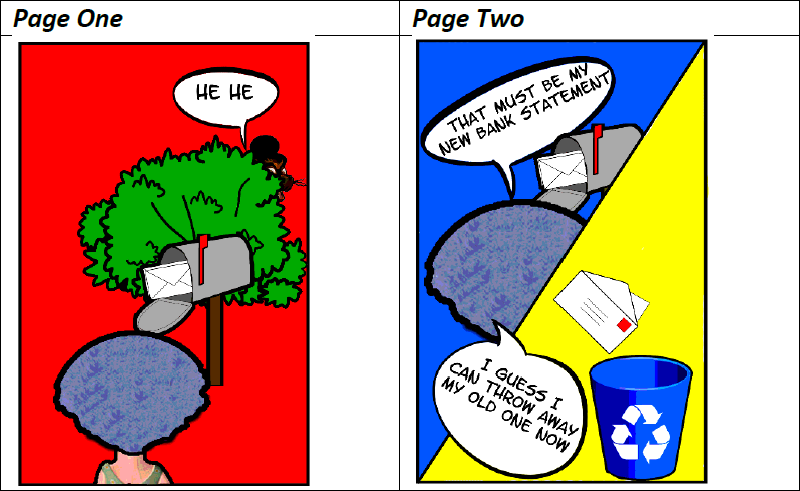 Page One
Page Two
HE HE
THAT MUST BE MY
NEW BANK STATEMENT
I GUESS I
CAN THROW AWAY
MY OLD ONE NOW